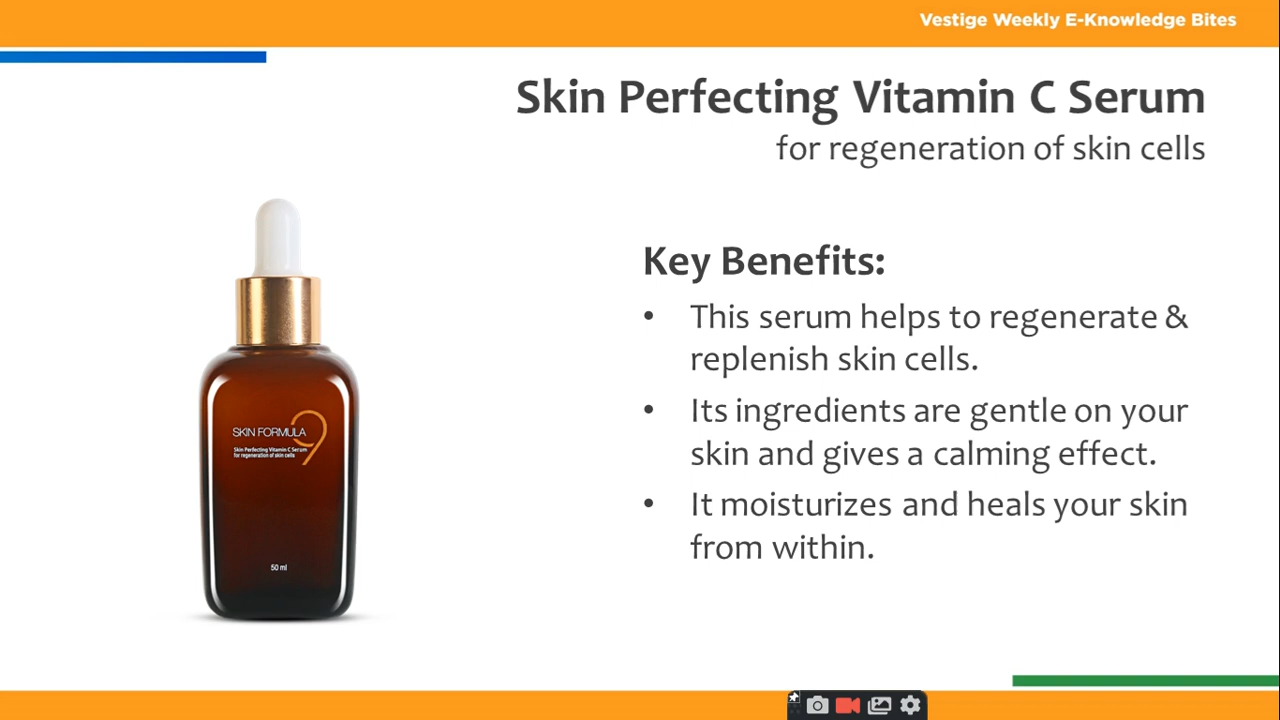 Vestige Weekly E-Knowledge Bites
Skin Perfecting Vitamin C Serum
for regeneration of skin cells
Key Benefits:
• This serum helps to regenerate &
replenish skin cells.
• Its ingredients are gentle on your
skin and gives a calming effect.
• It moisturizes and heals your skin
from within.
SKIN FORMULA 9
Skin Perfecting Vitamin C Serum
for regeneration of skin cells
50 ml